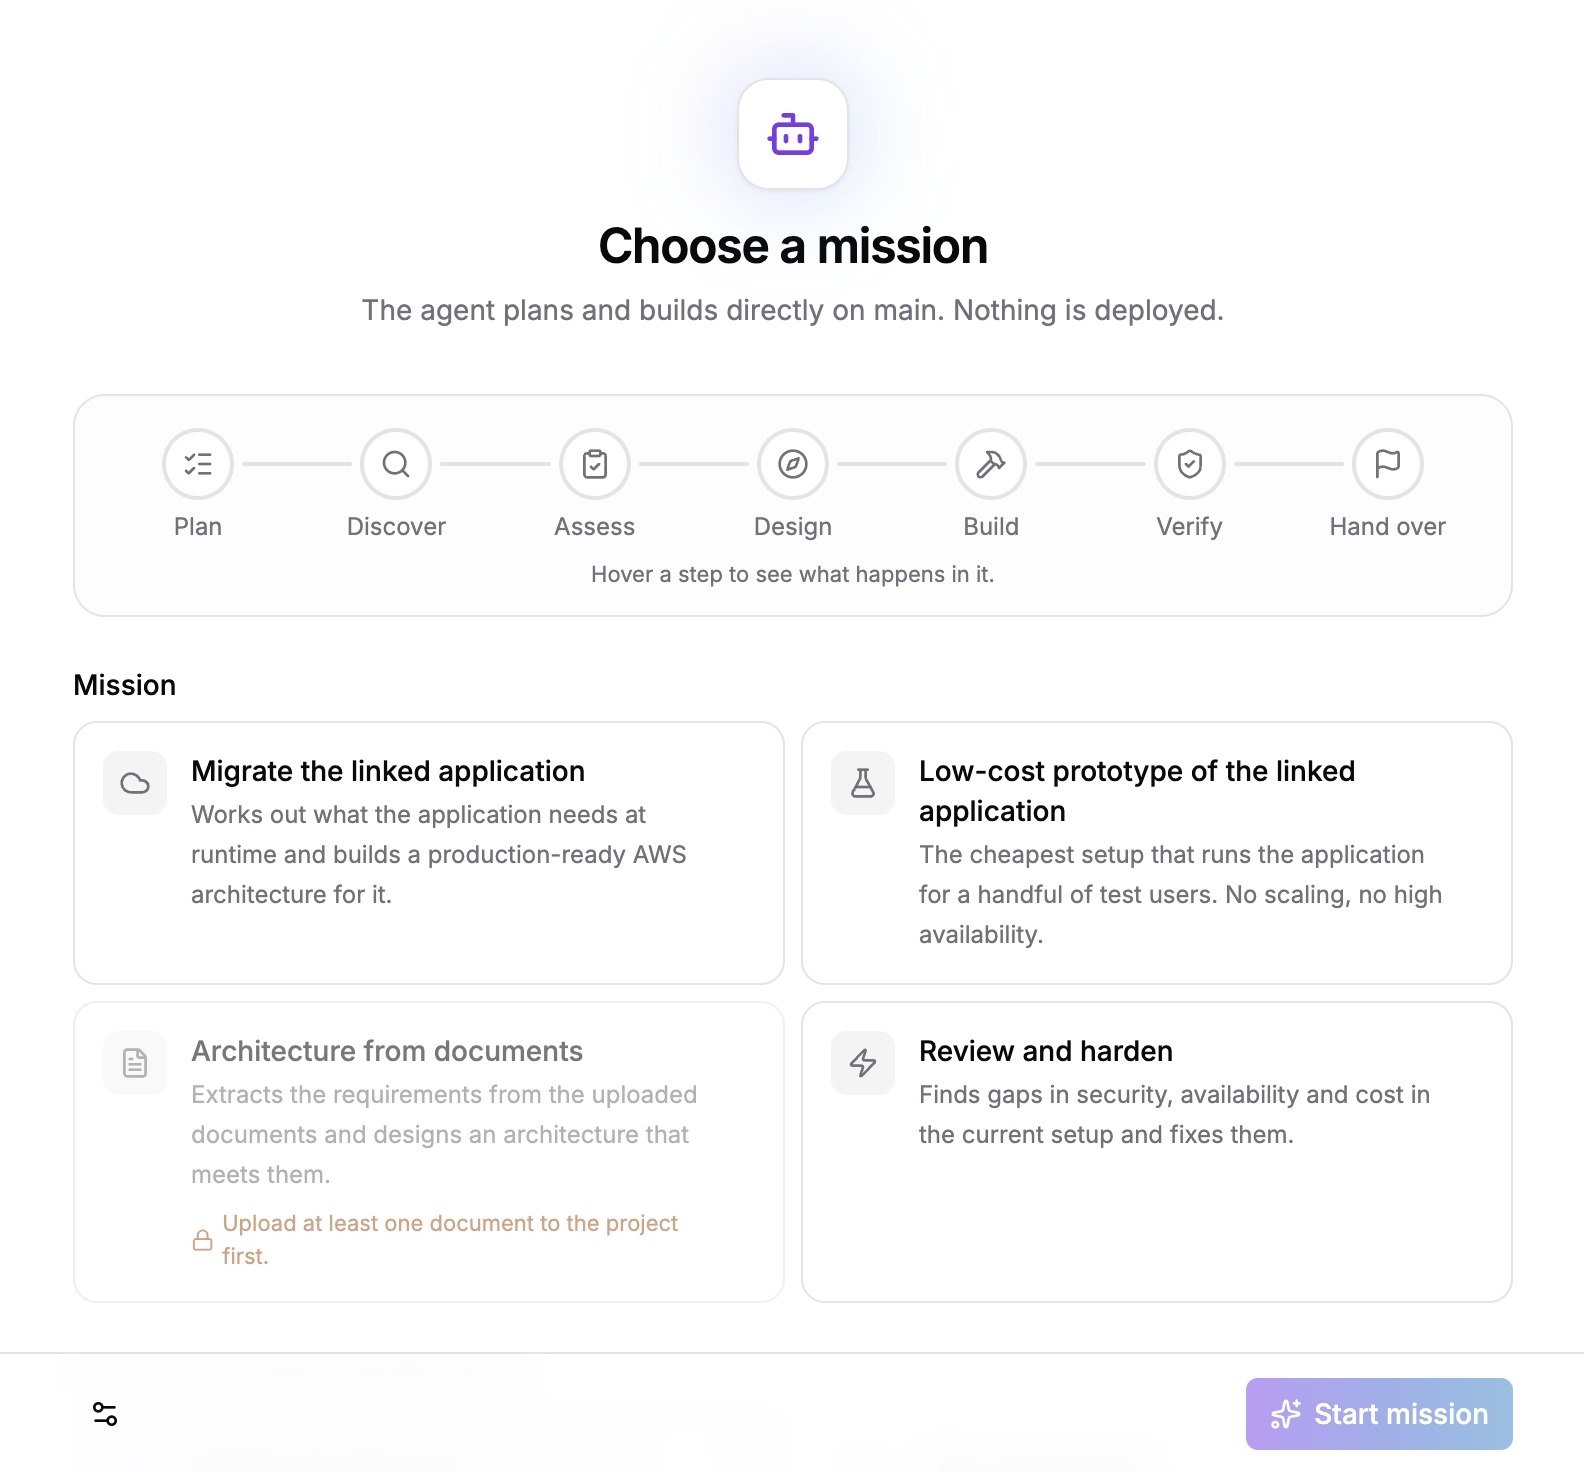 Choose a mission
The agent plans and builds directly on main. Nothing is deployed.
Plan
Discover
Assess
Design
Build
Verify
Hand over
Hover a step to see what happens in it.
Mission
Migrate the linked application
Works out what the application needs at
runtime and builds a production-ready AWS
architecture for it.
Low-cost prototype of the linked
application
The cheapest setup that runs the application
for a handful of test users. No scaling, no high
availability.
Architecture from documents
Extracts the requirements from the uploaded
documents and designs an architecture that
meets them.
Upload at least one document to the project
first.
Review and harden
Finds gaps in security, availability and cost in
the current setup and fixes them.
Start mission